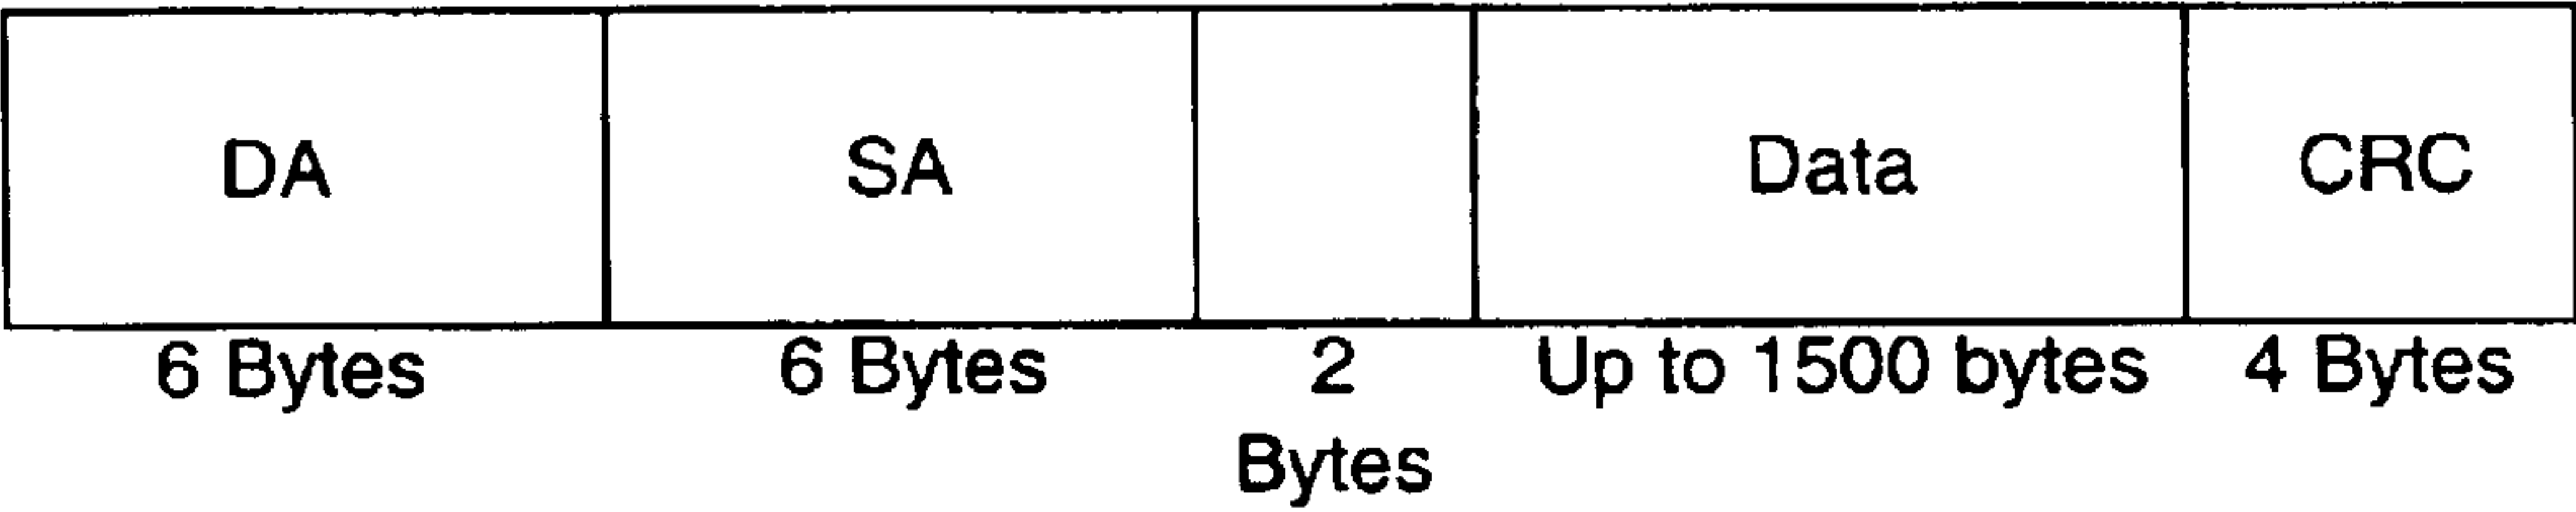 DA SA Data CRC
6 Bytes 6 Bytes 2 Up to 1500 bytes 4 Bytes
Bytes